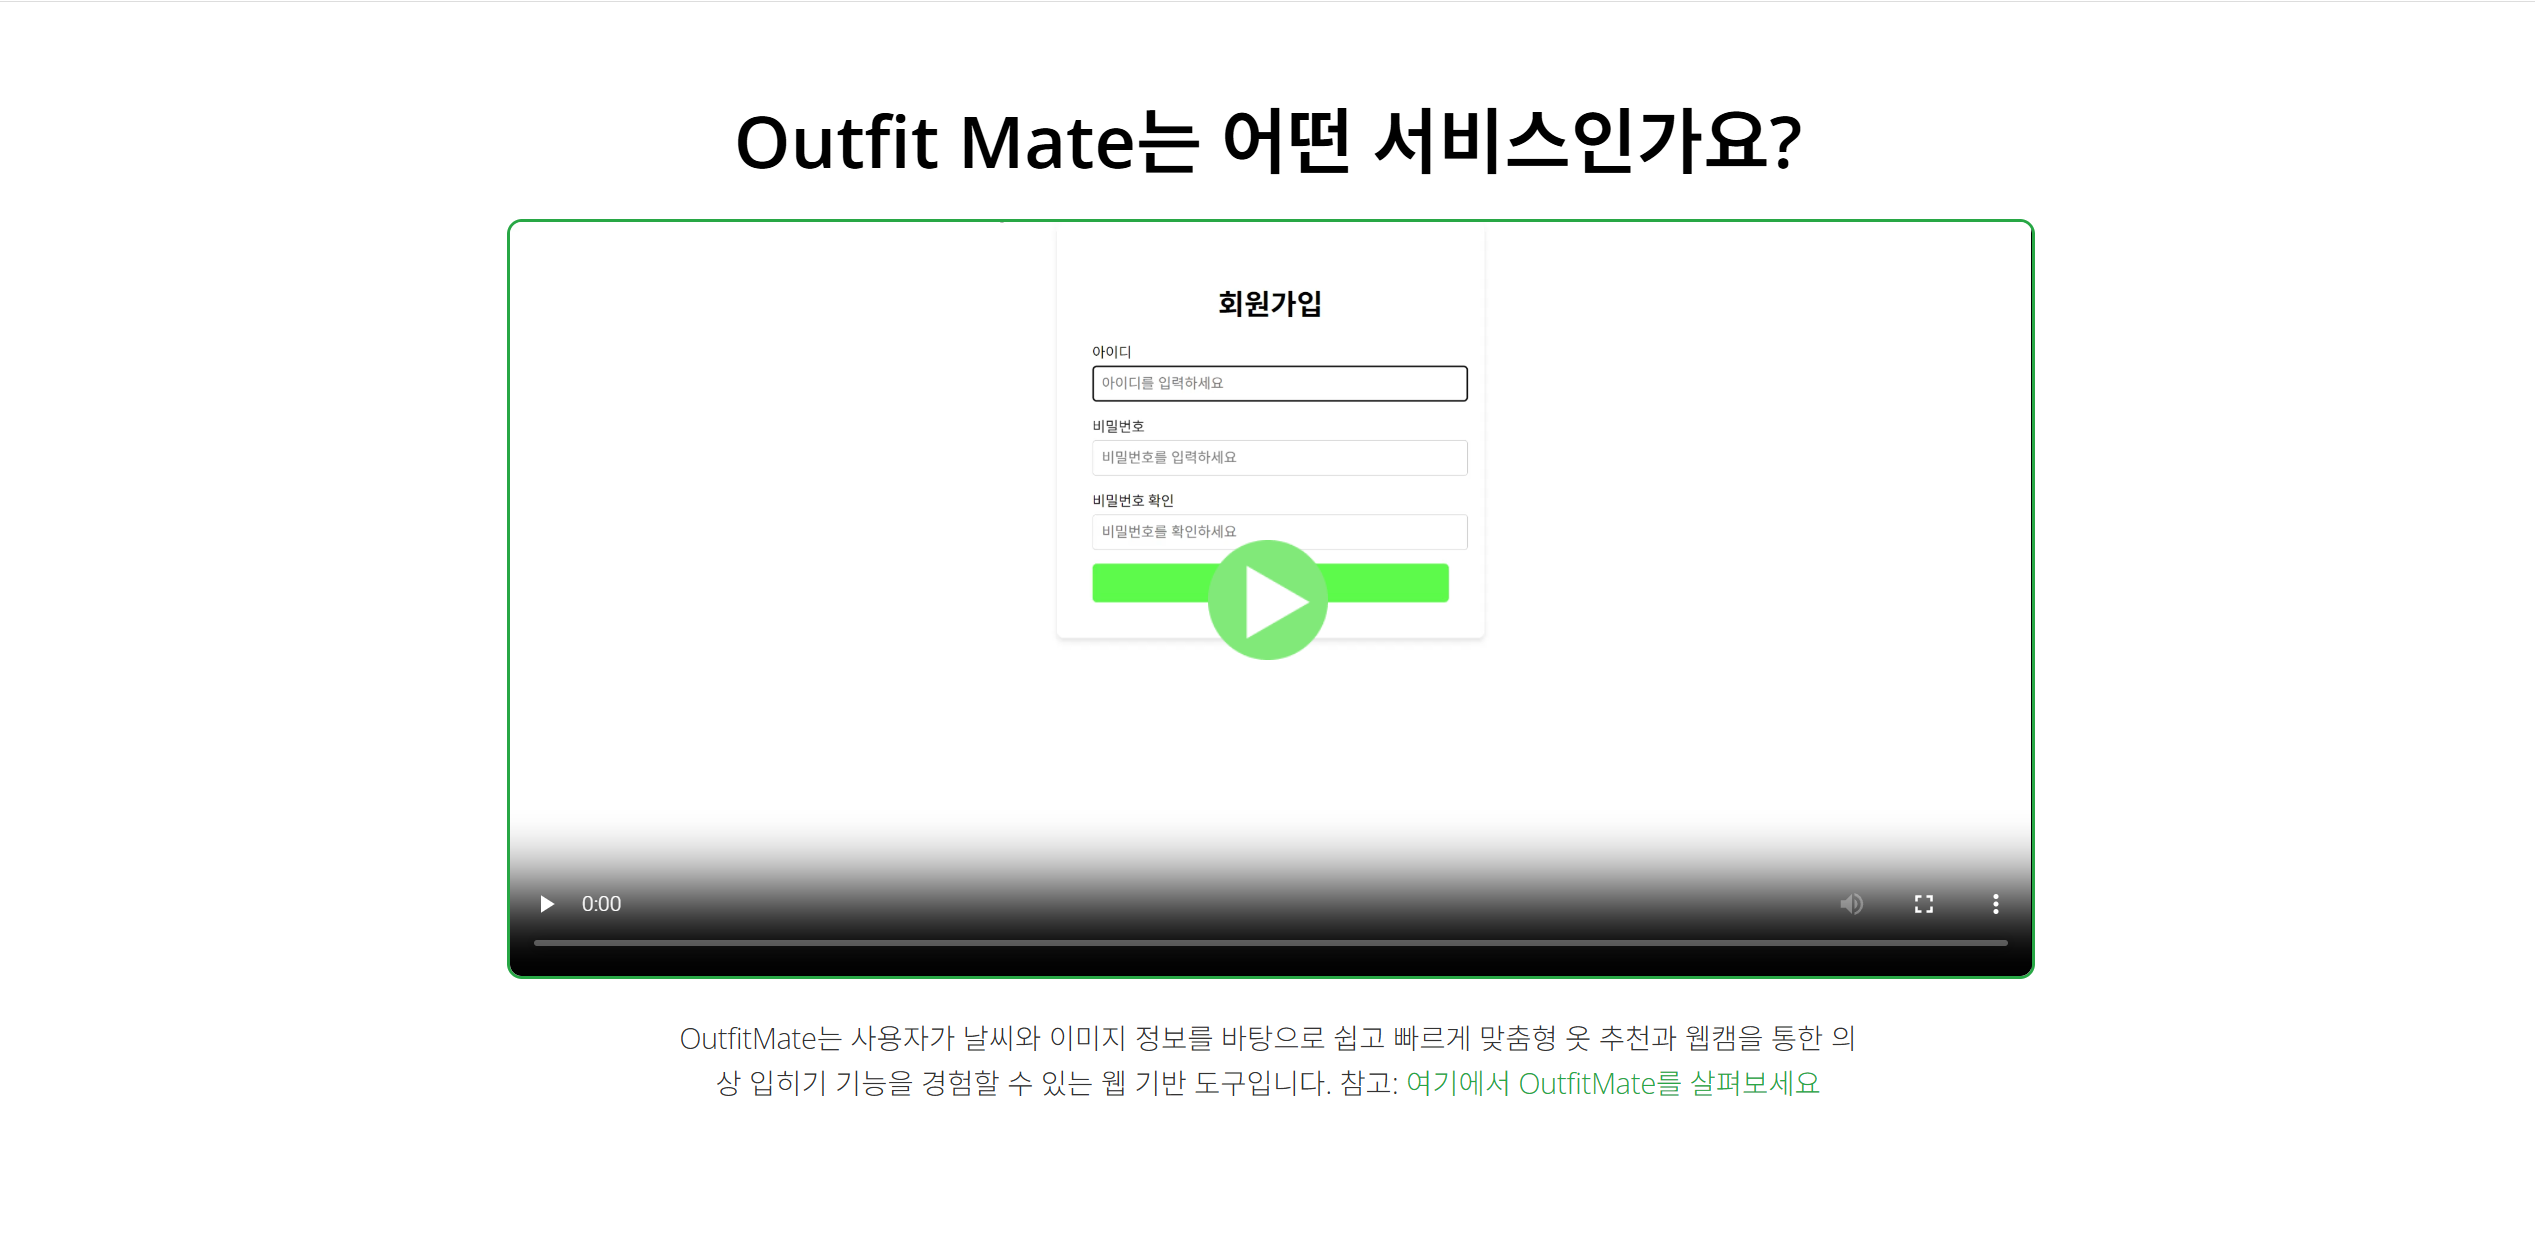 Outfit Mate는 어떤 서비스인가요?
회원가입
아이디
아이디를 입력하세요
비밀번호
비밀번호를 입력하세요
비밀번호 확인
비밀번호를 확인하세요
0:00
OutfitMate는 사용자가 날씨와 이미지 정보를 바탕으로 쉽고 빠르게 맞춤형 옷 추천과 웹캠을 통한 의
상 입히기 기능을 경험할 수 있는 웹 기반 도구입니다. 참고: 여기에서 OutfitMate를 살펴보세요